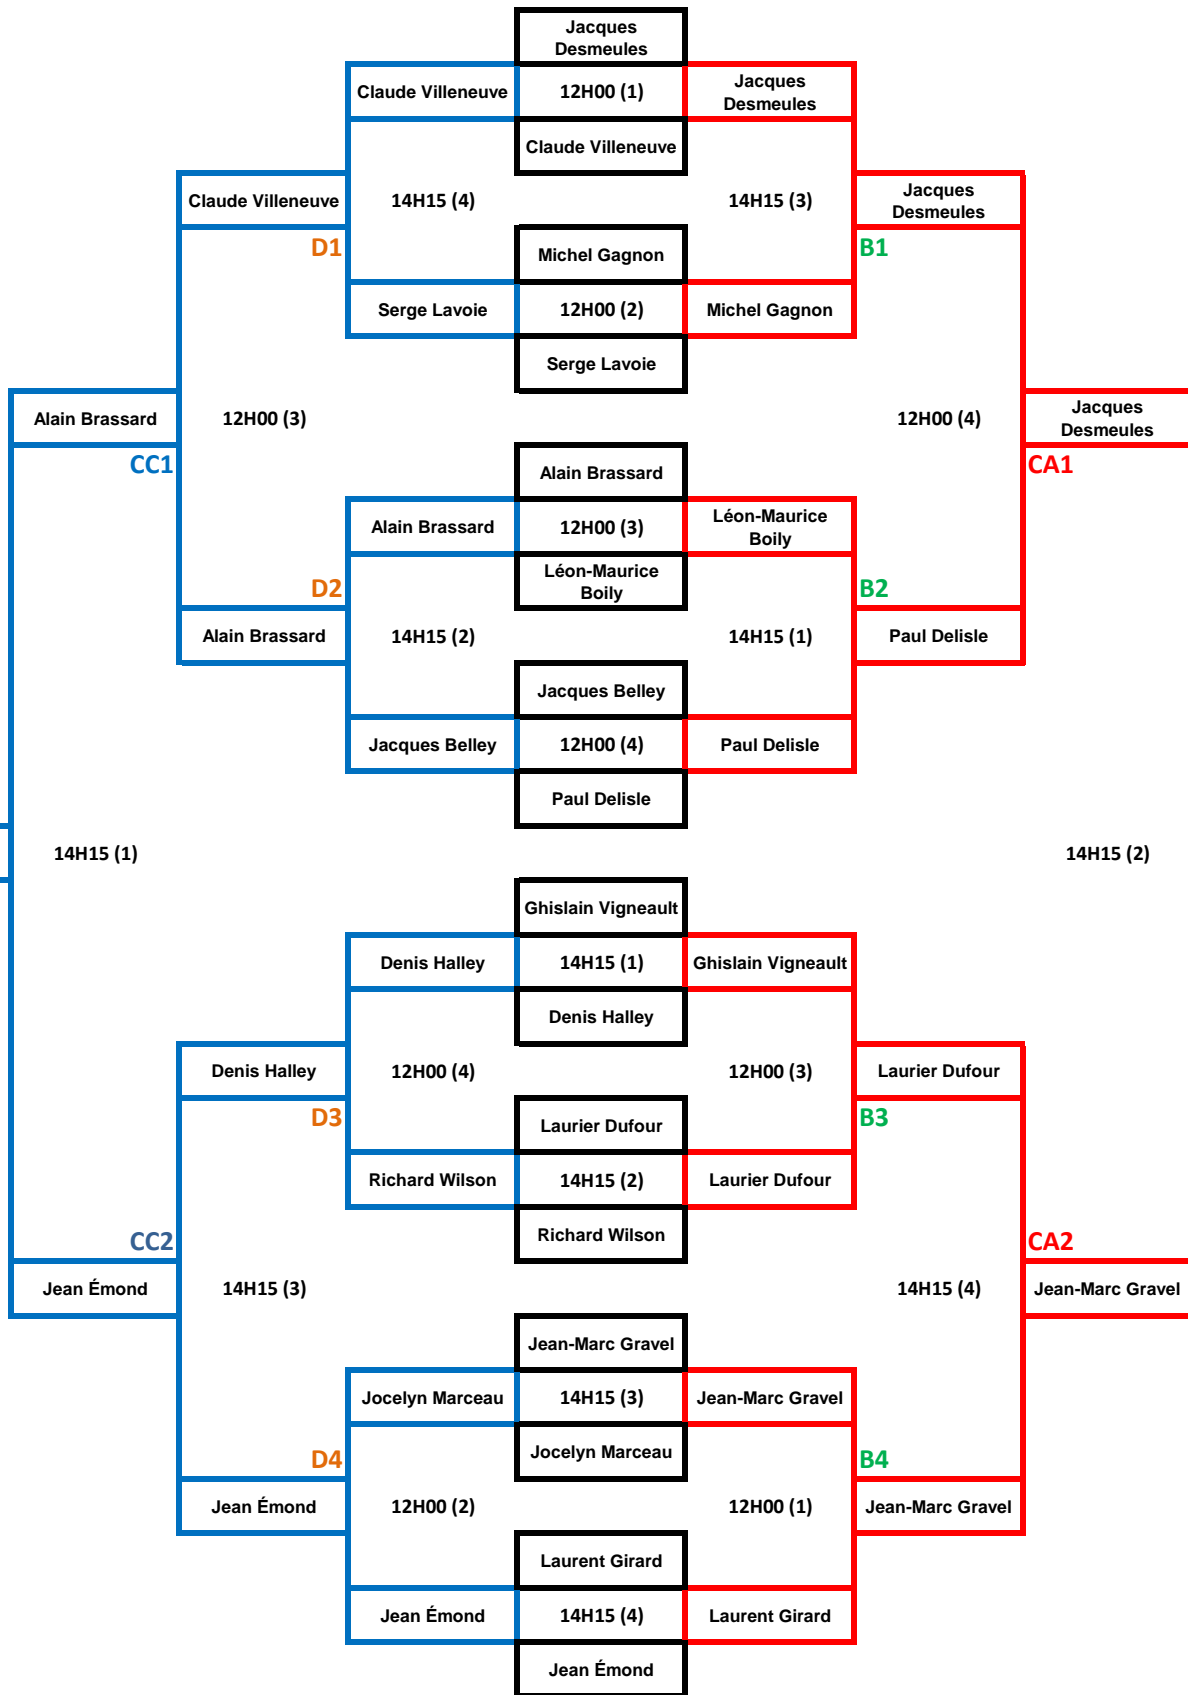 Jacques
Desmeules
Claude Villeneuve
12H00 (1)
Jacques
Desmeules
Claude Villeneuve
Claude Villeneuve
14H15 (4)
14H15 (3)
Jacques
Desmeules
D1
Michel Gagnon
B1
Serge Lavoie
12H00 (2)
Michel Gagnon
Serge Lavoie
Alain Brassard
12H00 (3)
12H00 (4)
Jacques
Desmeules
CC1
Alain Brassard
CA1
Alain Brassard
12H00 (3)
Léon-Maurice
Boily
D2
Léon-Maurice
Boily
B2
Alain Brassard
14H15 (2)
14H15 (1)
Paul Delisle
Jacques Belley
Jacques Belley
12H00 (4)
Paul Delisle
Paul Delisle
14H15 (1)
14H15 (2)
Ghislain Vigneault
Denis Halley
14H15 (1)
Ghislain Vigneault
Denis Halley
Denis Halley
12H00 (4)
12H00 (3)
Laurier Dufour
D3
Laurier Dufour
B3
Richard Wilson
14H15 (2)
Laurier Dufour
Richard Wilson
CC2
CA2
Jean Émond
14H15 (3)
14H15 (4)
Jean-Marc Gravel
Jean-Marc Gravel
Jocelyn Marceau
14H15 (3)
Jean-Marc Gravel
Jocelyn Marceau
D4
B4
Jean Émond
12H00 (2)
12H00 (1)
Jean-Marc Gravel
Laurent Girard
Jean Émond
14H15 (4)
Laurent Girard
Jean Émond